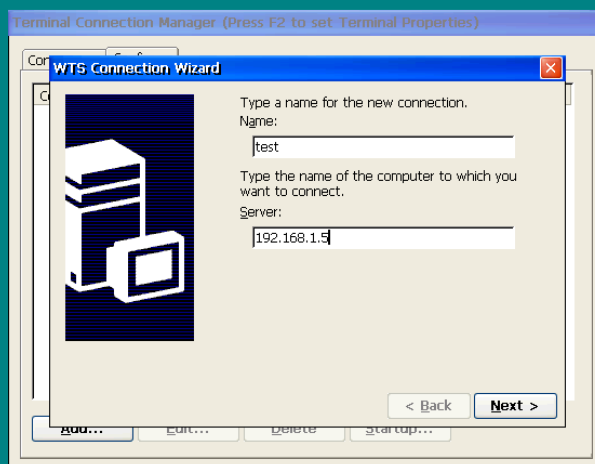 Terminal Connection Manager (Press F2 to set Terminal Properties)
WTS Connection Wizard
Type a name for the new connection.
Name:
test
Type the name of the computer to which you
want to connect.
Server:
192.168.1.5
< Back
Next >
Add...
Edit...
Delete
Startup...